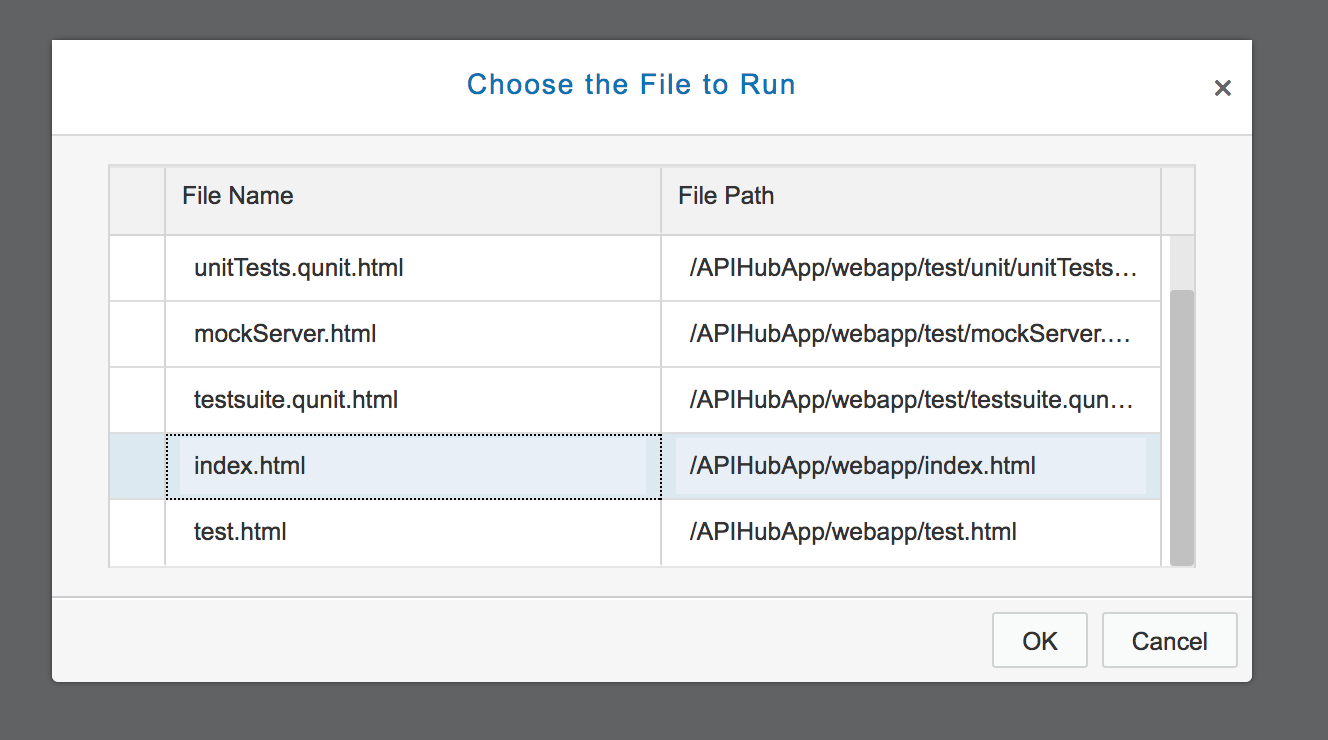 Choose the File to Run
×
File Name File Path
unitTests.qunit.html /APIHubApp/webapp/test/unit/unitTests…
mockServer.html /APIHubApp/webapp/test/mockServer.…
testsuite.qunit.html /APIHubApp/webapp/test/testsuite.qun…
index.html /APIHubApp/webapp/index.html
test.html /APIHubApp/webapp/test.html
OK Cancel